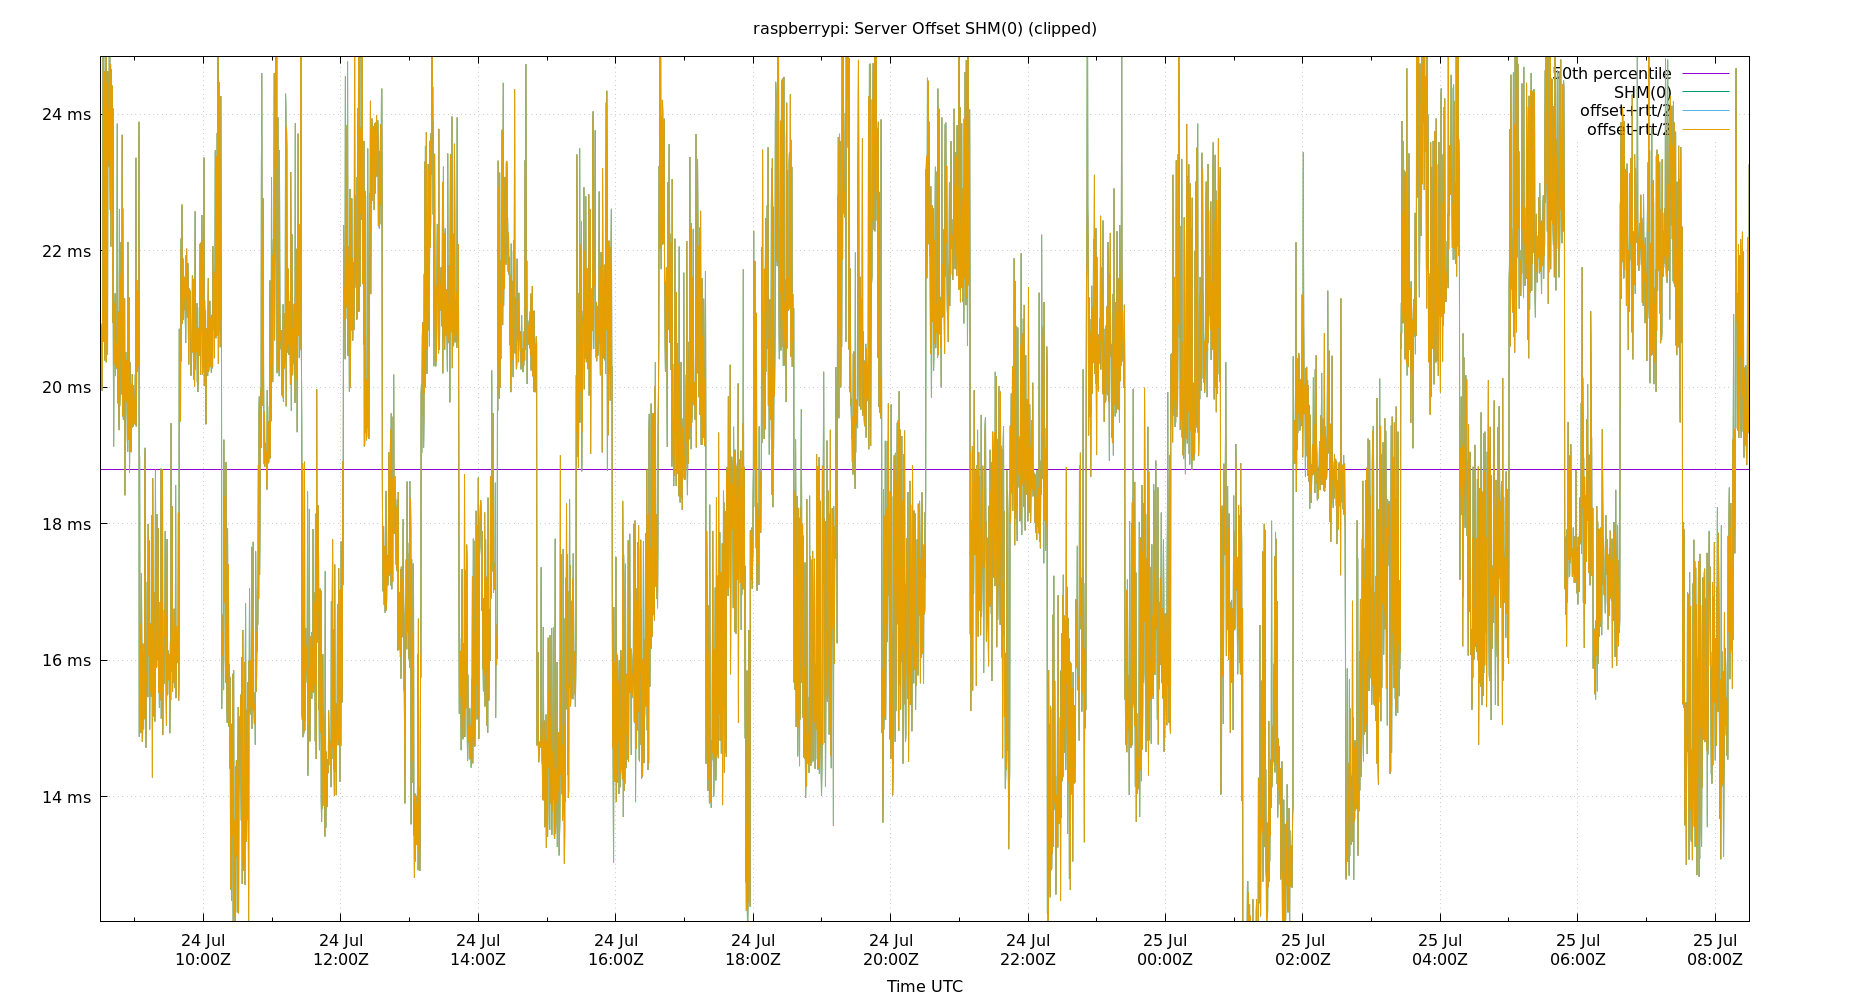 raspberrypi: Server Offset SHM(0) (clipped)
50th percentile
SHM(0)
offset+rtt/2
offset-rtt/2
24 ms
22 ms
20 ms
18 ms
16 ms
14 ms
24 Jul 24 Jul 24 Jul 24 Jul 24 Jul 24 Jul 24 Jul 25 Jul 25 Jul 25 Jul 25 Jul 25 Jul
10:00Z 12:00Z 14:00Z 16:00Z 18:00Z 20:00Z 22:00Z 00:00Z 02:00Z 04:00Z 06:00Z 08:00Z
Time UTC